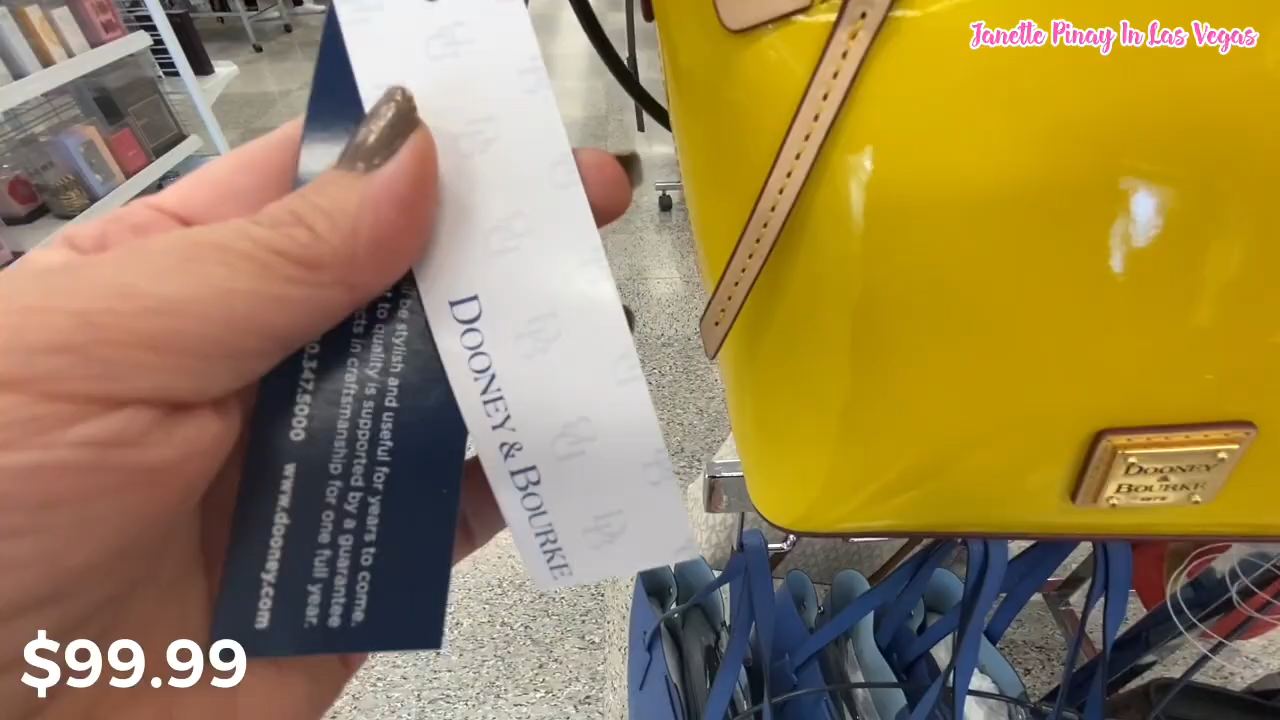 Janette Pinay In Las Vegas
DOONEY & BOURKE
be stylish and useful for years to come.
to quality is supported by a guarantee
in craftsmanship for one full year.
.347.5000 www.dooney.com
DOONEY
&
BOURKE
$99.99